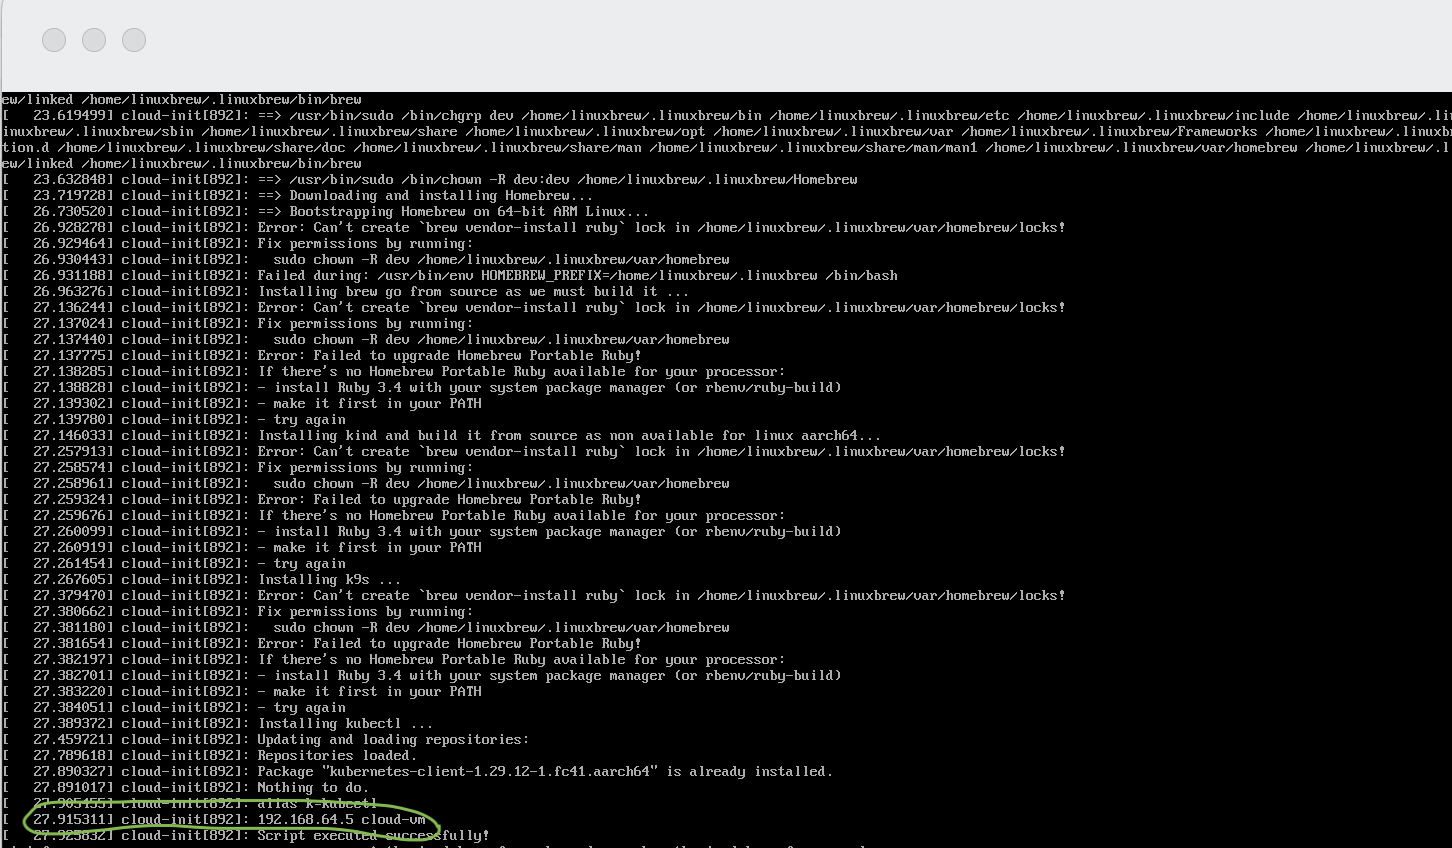 ew/linked /home/linuxbrew/.linuxbrew/bin/brew
[   23.619499] cloud-init[892]: ==> /usr/bin/sudo /bin/chgrp dev /home/linuxbrew/.linuxbrew/bin /home/linuxbrew/.linuxbrew/etc /home/linuxbrew/.linuxbrew/include /home/linuxbrew/.li
inuxbrew/.linuxbrew/sbin /home/linuxbrew/.linuxbrew/share /home/linuxbrew/.linuxbrew/opt /home/linuxbrew/.linuxbrew/var /home/linuxbrew/.linuxbrew/Frameworks /home/linuxbrew/.linuxb
tion.d /home/linuxbrew/.linuxbrew/share/doc /home/linuxbrew/.linuxbrew/share/man /home/linuxbrew/.linuxbrew/share/man/man1 /home/linuxbrew/.linuxbrew/var/homebrew /home/linuxbrew/.l
ew/linked /home/linuxbrew/.linuxbrew/bin/brew
[   23.632848] cloud-init[892]: ==> /usr/bin/sudo /bin/chown -R dev:dev /home/linuxbrew/.linuxbrew/Homebrew
[   23.719728] cloud-init[892]: ==> Downloading and installing Homebrew...
[   26.730520] cloud-init[892]: ==> Bootstrapping Homebrew on 64-bit ARM Linux...
[   26.928278] cloud-init[892]: Error: Can't create `brew vendor-install ruby` lock in /home/linuxbrew/.linuxbrew/var/homebrew/locks!
[   26.929464] cloud-init[892]: Fix permissions by running:
[   26.930443] cloud-init[892]:   sudo chown -R dev /home/linuxbrew/.linuxbrew/var/homebrew
[   26.931188] cloud-init[892]: Failed during: /usr/bin/env HOMEBREW_PREFIX=/home/linuxbrew/.linuxbrew /bin/bash
[   26.963276] cloud-init[892]: Installing brew go from source as we must build it ...
[   27.136244] cloud-init[892]: Error: Can't create `brew vendor-install ruby` lock in /home/linuxbrew/.linuxbrew/var/homebrew/locks!
[   27.137024] cloud-init[892]: Fix permissions by running:
[   27.137440] cloud-init[892]:   sudo chown -R dev /home/linuxbrew/.linuxbrew/var/homebrew
[   27.137775] cloud-init[892]: Error: Failed to upgrade Homebrew Portable Ruby!
[   27.138285] cloud-init[892]: If there's no Homebrew Portable Ruby available for your processor:
[   27.138828] cloud-init[892]: - install Ruby 3.4 with your system package manager (or rbenv/ruby-build)
[   27.139302] cloud-init[892]: - make it first in your PATH
[   27.139780] cloud-init[892]: - try again
[   27.146033] cloud-init[892]: Installing kind and build it from source as non available for linux aarch64...
[   27.257913] cloud-init[892]: Error: Can't create `brew vendor-install ruby` lock in /home/linuxbrew/.linuxbrew/var/homebrew/locks!
[   27.258574] cloud-init[892]: Fix permissions by running:
[   27.258961] cloud-init[892]:   sudo chown -R dev /home/linuxbrew/.linuxbrew/var/homebrew
[   27.259324] cloud-init[892]: Error: Failed to upgrade Homebrew Portable Ruby!
[   27.259676] cloud-init[892]: If there's no Homebrew Portable Ruby available for your processor:
[   27.260099] cloud-init[892]: - install Ruby 3.4 with your system package manager (or rbenv/ruby-build)
[   27.260919] cloud-init[892]: - make it first in your PATH
[   27.261454] cloud-init[892]: - try again
[   27.267605] cloud-init[892]: Installing k9s ...
[   27.379470] cloud-init[892]: Error: Can't create `brew vendor-install ruby` lock in /home/linuxbrew/.linuxbrew/var/homebrew/locks!
[   27.380662] cloud-init[892]: Fix permissions by running:
[   27.381180] cloud-init[892]:   sudo chown -R dev /home/linuxbrew/.linuxbrew/var/homebrew
[   27.381654] cloud-init[892]: Error: Failed to upgrade Homebrew Portable Ruby!
[   27.382197] cloud-init[892]: If there's no Homebrew Portable Ruby available for your processor:
[   27.382701] cloud-init[892]: - install Ruby 3.4 with your system package manager (or rbenv/ruby-build)
[   27.383220] cloud-init[892]: - make it first in your PATH
[   27.384051] cloud-init[892]: - try again
[   27.389372] cloud-init[892]: Installing kubectl ...
[   27.459721] cloud-init[892]: Updating and loading repositories:
[   27.789618] cloud-init[892]: Repositories loaded.
[   27.890327] cloud-init[892]: Package "kubernetes-client-1.29.12-1.fc41.aarch64" is already installed.
[   27.891017] cloud-init[892]: Nothing to do.
[   27.905455] cloud-init[892]: alias k=kubectl
[   27.915311] cloud-init[892]: 192.168.64.5 cloud-vm
[   27.925832] cloud-init[892]: Script executed successfully!